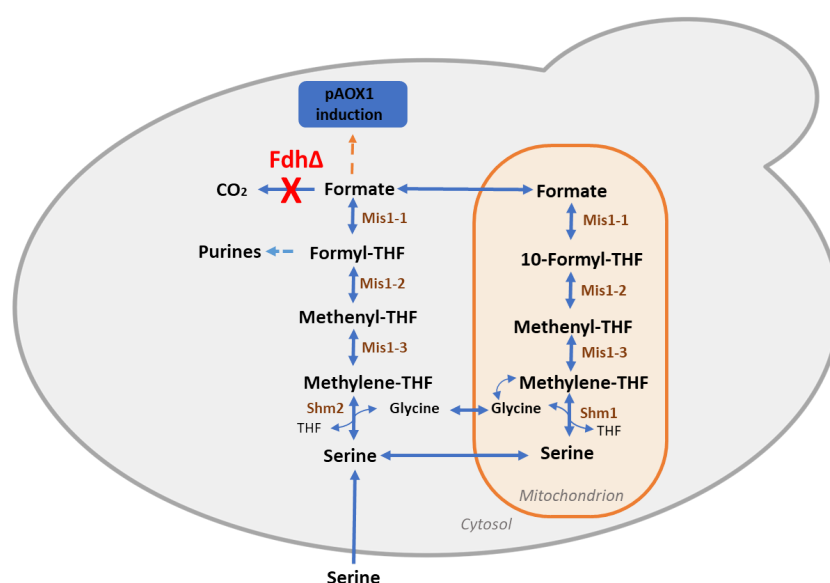 pAOX1
induction
FdhΔ
CO₂
Formate
Formate
Mis1-1
Mis1-1
Purines
Formyl-THF
10-Formyl-THF
Mis1-2
Mis1-2
Methenyl-THF
Methenyl-THF
Mis1-3
Mis1-3
Methylene-THF
Methylene-THF
Shm2
Glycine
Glycine
Shm1
THF
THF
Serine
Serine
Mitochondrion
Cytosol
Serine